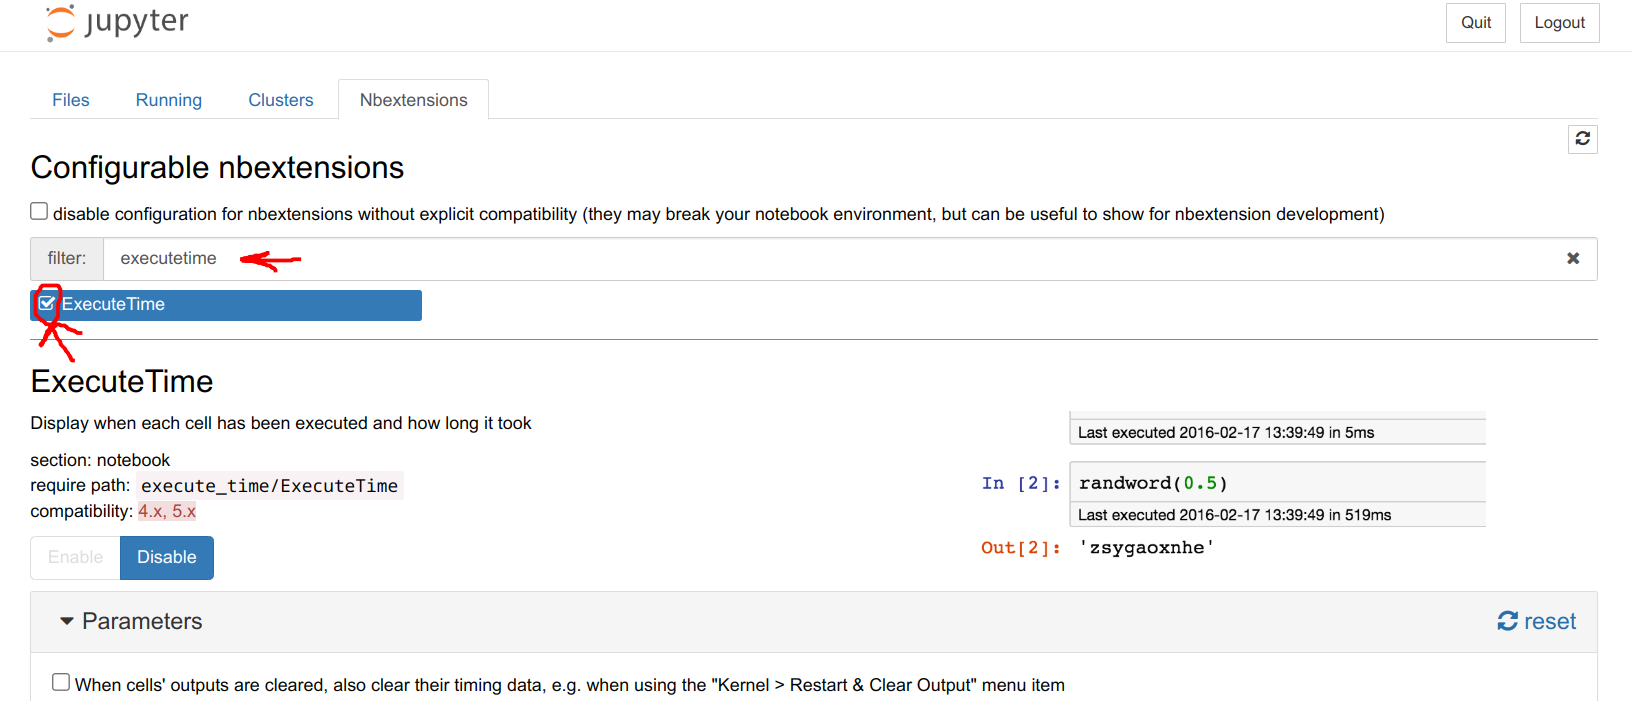 jupyter
Quit
Logout
Files
Running
Clusters
Nbextensions
Configurable nbextensions
disable configuration for nbextensions without explicit compatibility (they may break your notebook environment, but can be useful to show for nbextension development)
filter:
executetime
ExecuteTime
ExecuteTime
Display when each cell has been executed and how long it took
section: notebook
require path: execute_time/ExecuteTime
compatibility: 4.x, 5.x
Enable
Disable
Last executed 2016-02-17 13:39:49 in 5ms
In [2]: randword(0.5)
Last executed 2016-02-17 13:39:49 in 519ms
Out[2]: 'zsygaoxnhe'
Parameters
reset
When cells' outputs are cleared, also clear their timing data, e.g. when using the "Kernel > Restart & Clear Output" menu item